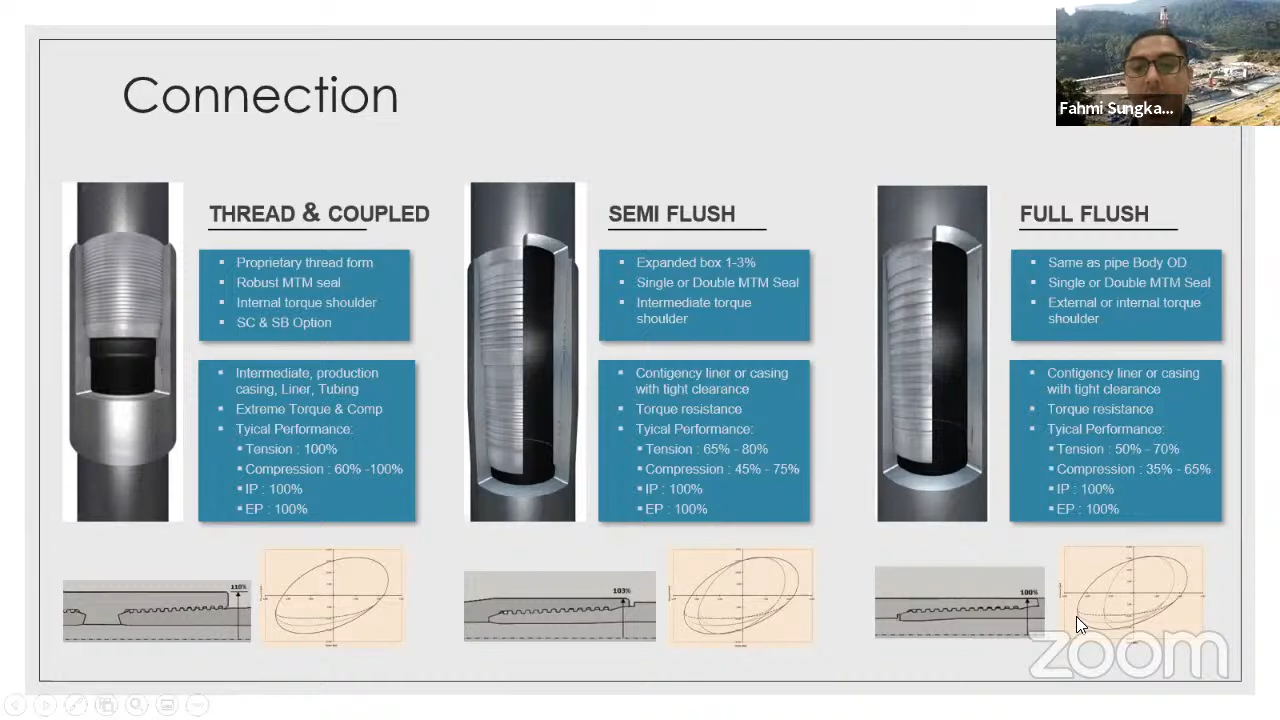 Connection
Fahmi Sungka...
THREAD & COUPLED
▪ Proprietary thread form
▪ Robust MTM seal
▪ Internal torque shoulder
▪ SC & SB Option
▪ Intermediate, production
casing, Liner, Tubing
▪ Extreme Torque & Comp
▪ Tyical Performance:
▪ Tension : 100%
▪ Compression : 60% -100%
▪ IP : 100%
▪ EP : 100%
110%
SEMI FLUSH
▪ Expanded box 1-3%
▪ Single or Double MTM Seal
▪ Intermediate torque
shoulder
▪ Contigency liner or casing
with tight clearance
▪ Torque resistance
▪ Tyical Performance:
▪ Tension : 65% - 80%
▪ Compression : 45% - 75%
▪ IP : 100%
▪ EP : 100%
103%
FULL FLUSH
▪ Same as pipe Body OD
▪ Single or Double MTM Seal
▪ External or internal torque
shoulder
▪ Contigency liner or casing
with tight clearance
▪ Torque resistance
▪ Tyical Performance:
▪ Tension : 50% - 70%
▪ Compression : 35% - 65%
▪ IP : 100%
▪ EP : 100%
100%
zoom